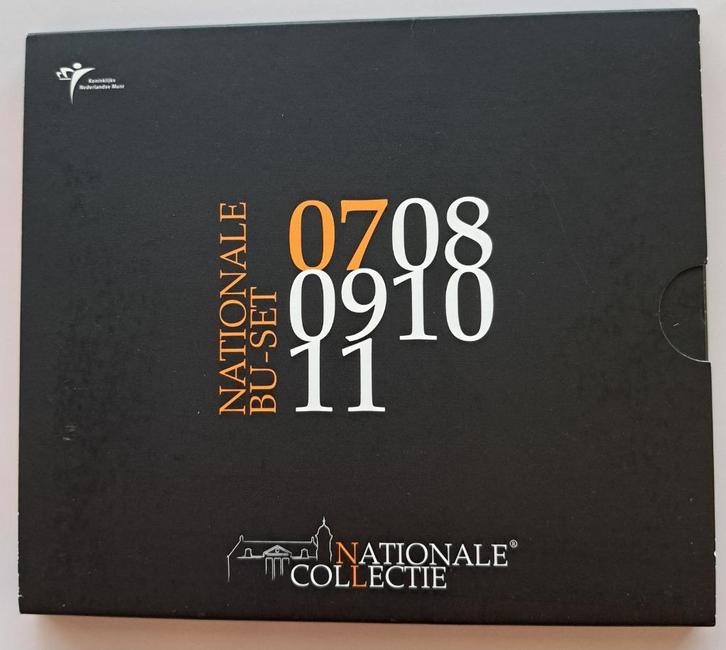 Koninklijke
Nederlandse Munt
NATIONALE
BU-SET
0708
0910
11
NATIONALE®
COLLECTIE